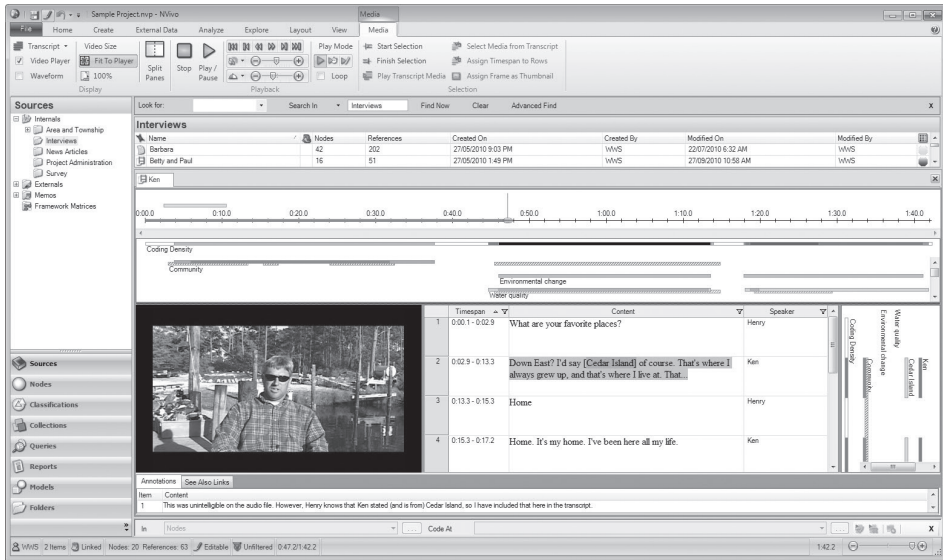 Sample Project.nvp - NVivo
Media
File Home Create External Data Analyze Explore Layout View Media
Transcript
Video Size
Video Player
Fit To Player
Waveform
100%
Display
Split Panes
Stop
Play / Pause
Playback
Play Mode
Loop
Start Selection
Finish Selection
Play Transcript Media
Select Media from Transcript
Assign Timespan to Rows
Assign Frame as Thumbnail
Selection
Sources
Internals
Area and Township
Interviews
News Articles
Project Administration
Survey
Externals
Memos
Framework Matrices
Look for: Search In Interviews Find Now Clear Advanced Find X
Interviews
Name Nodes References Created On Created By Modified On Modified By
Barbara 42 202 27/05/2010 9:03 PM WWS 22/07/2010 6:32 AM WWS
Betty and Paul 16 51 27/05/2010 1:49 PM WWS 27/09/2010 10:58 AM WWS
Ken
0:00.0 0:10.0 0:20.0 0:30.0 0:40.0 0:50.0 1:00.0 1:10.0 1:20.0 1:30.0 1:40.0
Coding Density
Community
Environmental change
Water quality
Timespan Content Speaker
1 0:00.1 - 0:02.9 What are your favorite places? Henry
2 0:02.9 - 0:13.3 Down East? I'd say [Cedar Island] of course. That's where I Ken
always grew up, and that's where I live at. That...
3 0:13.3 - 0:15.3 Home Henry
4 0:15.3 - 0:17.2 Home. It's my home. I've been here all my life. Ken
Coding Density
Community
Environmental change
Water quality
Cedar Island
Ken
Sources
Nodes
Classifications
Collections
Queries
Reports
Models
Folders
Annotations See Also Links
Item Content
1 This was unintelligible on the audio file. However, Henry knows that Ken stated (and is from) Cedar Island, so I have included that here in the transcript.
In Nodes ... Code At ... X
WWS 2 Items Linked Nodes: 20 References: 63 Editable Unfiltered 0:47.2/1:42.2 1:42.2